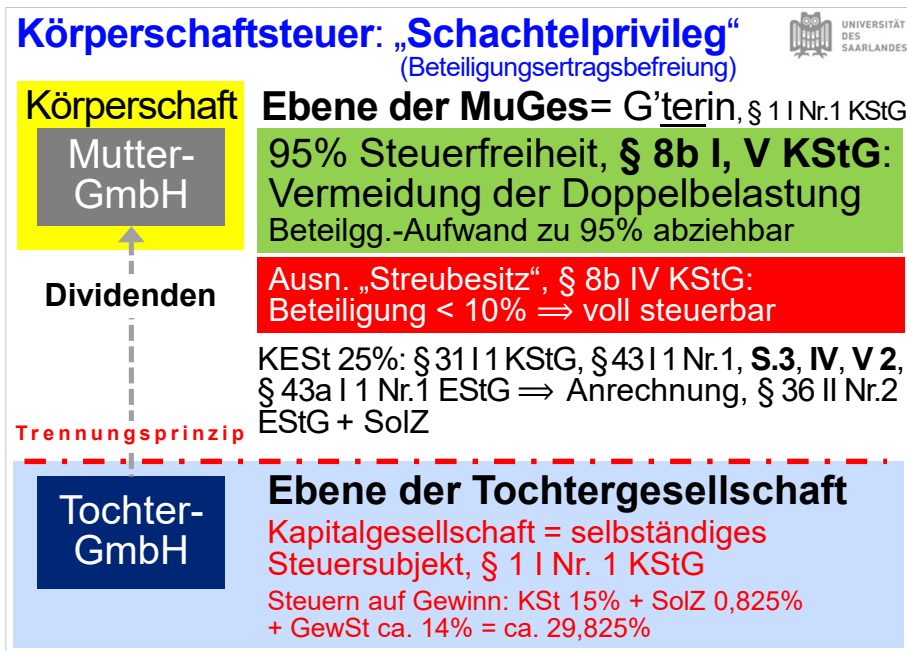 Körperschaftsteuer: „Schachtelprivileg“
(Beteiligungsertragsbefreiung)
UNIVERSITÄT
DES
SAARLANDES
Körperschaft
Mutter-
GmbH
Dividenden
Trennungsprinzip
Ebene der MuGes= G'terin, § 1 I Nr.1 KStG
95% Steuerfreiheit, § 8b I, V KStG:
Vermeidung der Doppelbelastung
Beteiligg.-Aufwand zu 95% abziehbar
Ausn. „Streubesitz“, § 8b IV KStG:
Beteiligung < 10% ⟹ voll steuerbar
KESt 25%: § 31 I 1 KStG, § 43 I 1 Nr.1, S.3, IV, V 2,
§ 43a I 1 Nr.1 EStG ⟹ Anrechnung, § 36 II Nr.2
EStG + SolZ
Tochter-
GmbH
Ebene der Tochtergesellschaft
Kapitalgesellschaft = selbständiges
Steuersubjekt, § 1 I Nr. 1 KStG
Steuern auf Gewinn: KSt 15% + SolZ 0,825%
+ GewSt ca. 14% = ca. 29,825%